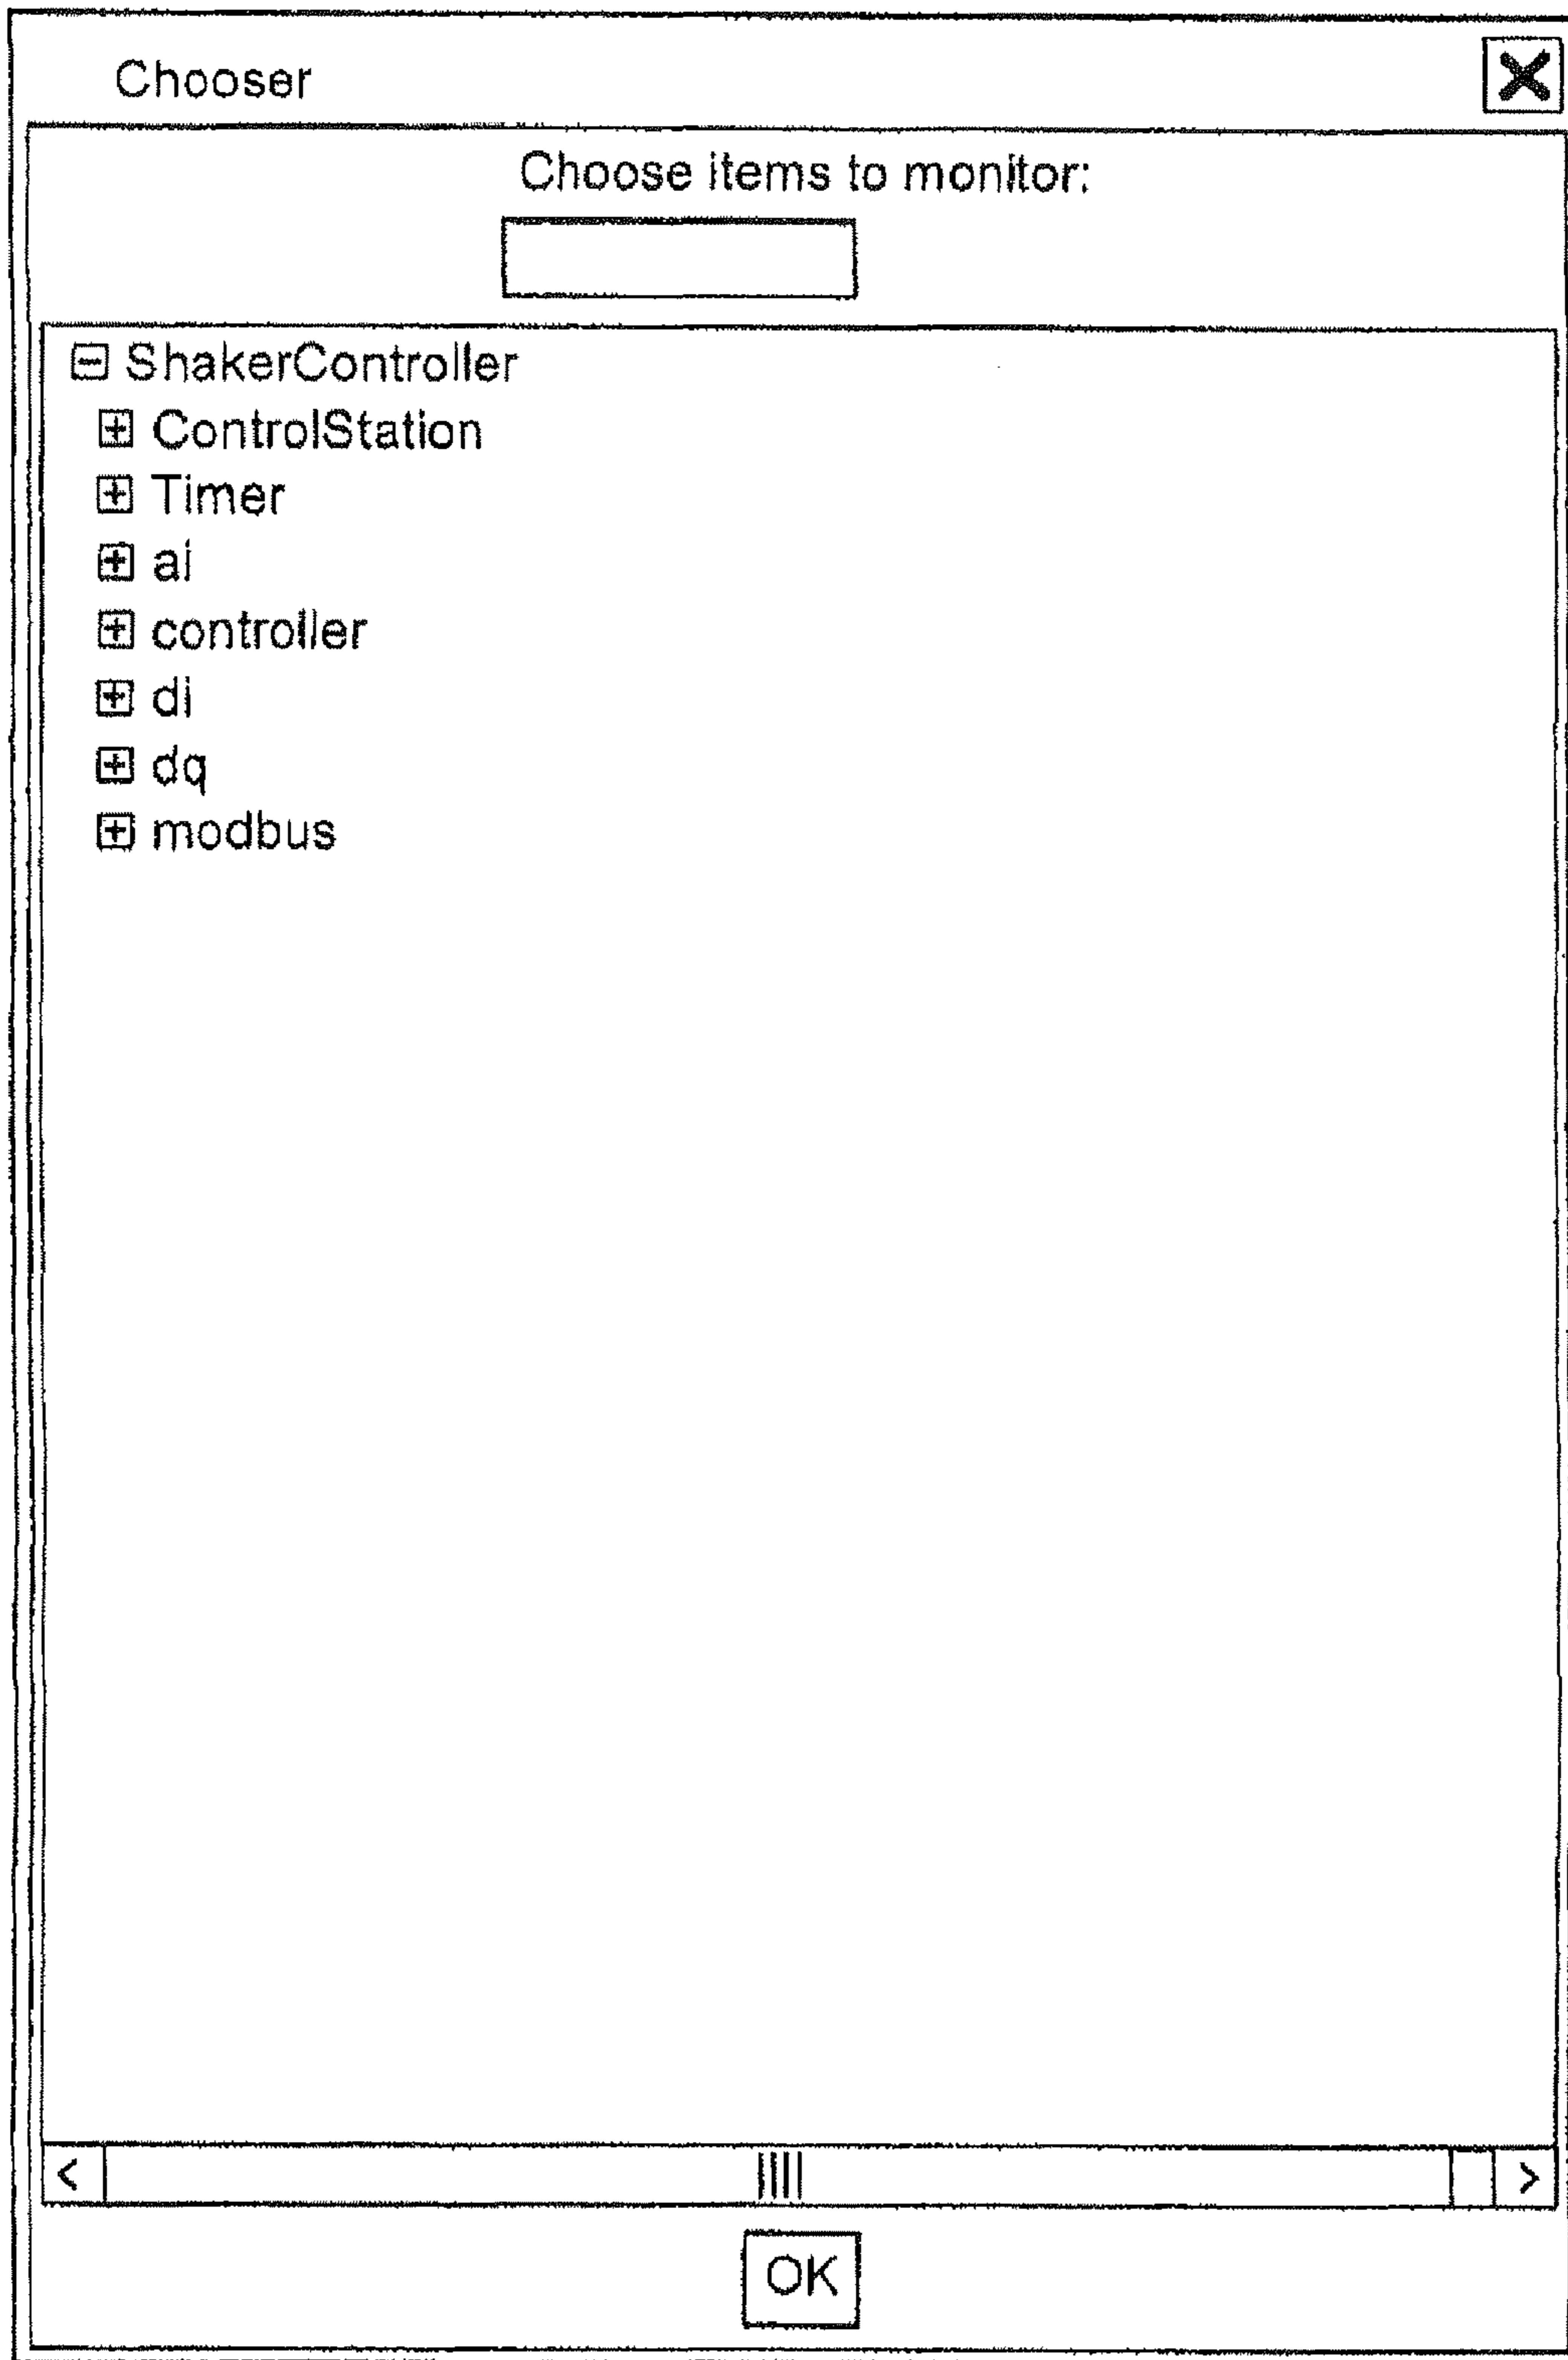 Chooser
Choose items to monitor:
ShakerController
ControlStation
Timer
ai
controller
di
dq
modbus
OK